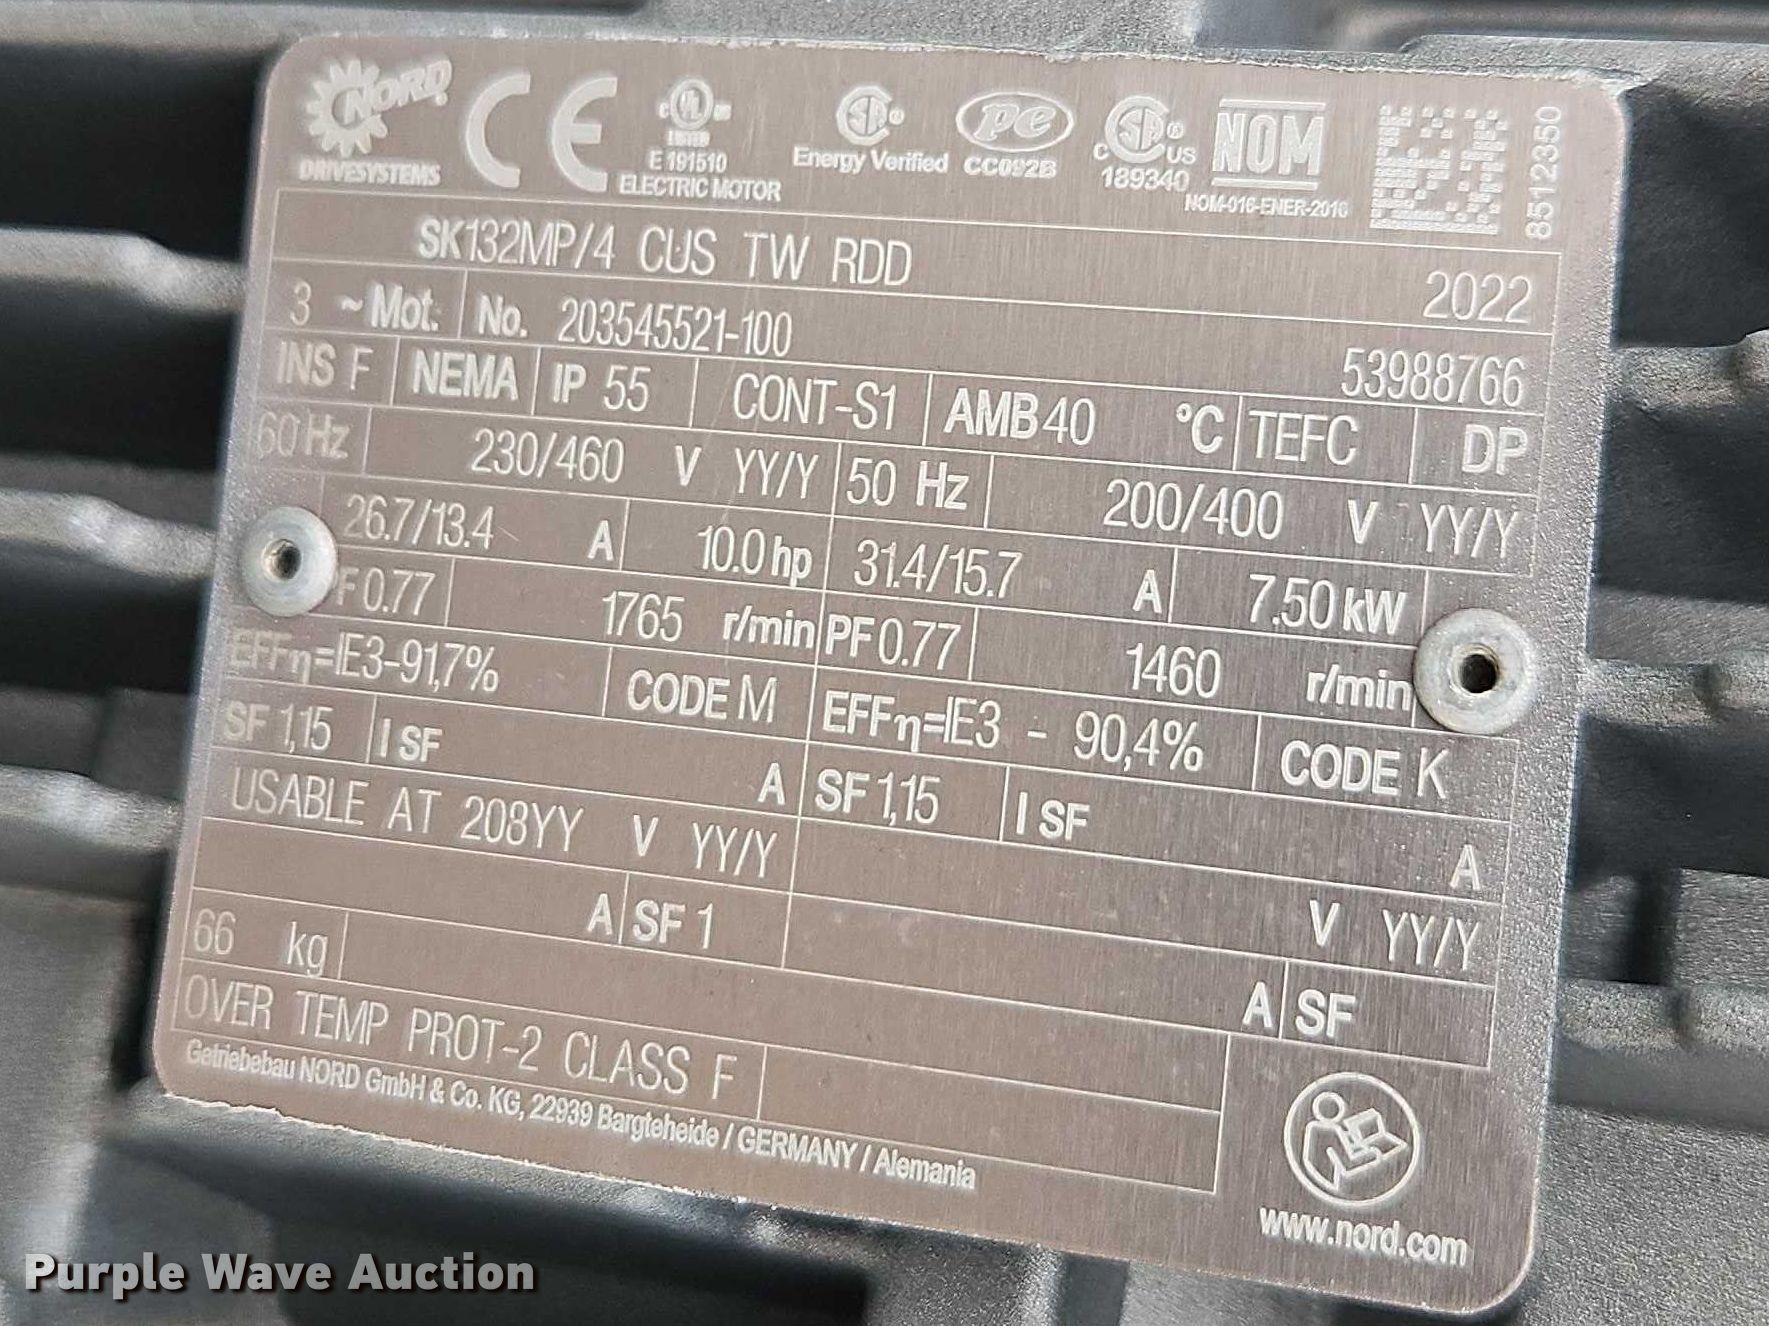 NORD
DRIVESYSTEMS
CE
UL
LISTED
E 191510
ELECTRIC MOTOR
Energy Verified
pe
CC092B
C US
189340
NOM
NOM-016-ENER-2016
8512350
SK132MP/4 CUS TW RDD 2022
3 ~Mot. No. 203545521-100 53988766
INS F NEMA IP 55 CONT-S1 AMB 40 °C TEFC DP
60 Hz 230/460 V YY/Y 50 Hz 200/400 V YY/Y
26.7/13.4 A 10.0 hp 31.4/15.7 A 7.50 kW
F 0.77 1765 r/min PF 0.77 1460 r/min
EFFη=IE3-91,7% CODE M EFFη=IE3 - 90,4% CODE K
SF 1,15 I SF A SF 1,15 I SF A
USABLE AT 208YY V YY/Y V YY/Y
A SF 1 A SF
66 kg
OVER TEMP PROT-2 CLASS F
Getriebebau NORD GmbH & Co. KG, 22939 Bargteheide / GERMANY / Alemania
www.nord.com
Purple Wave Auction